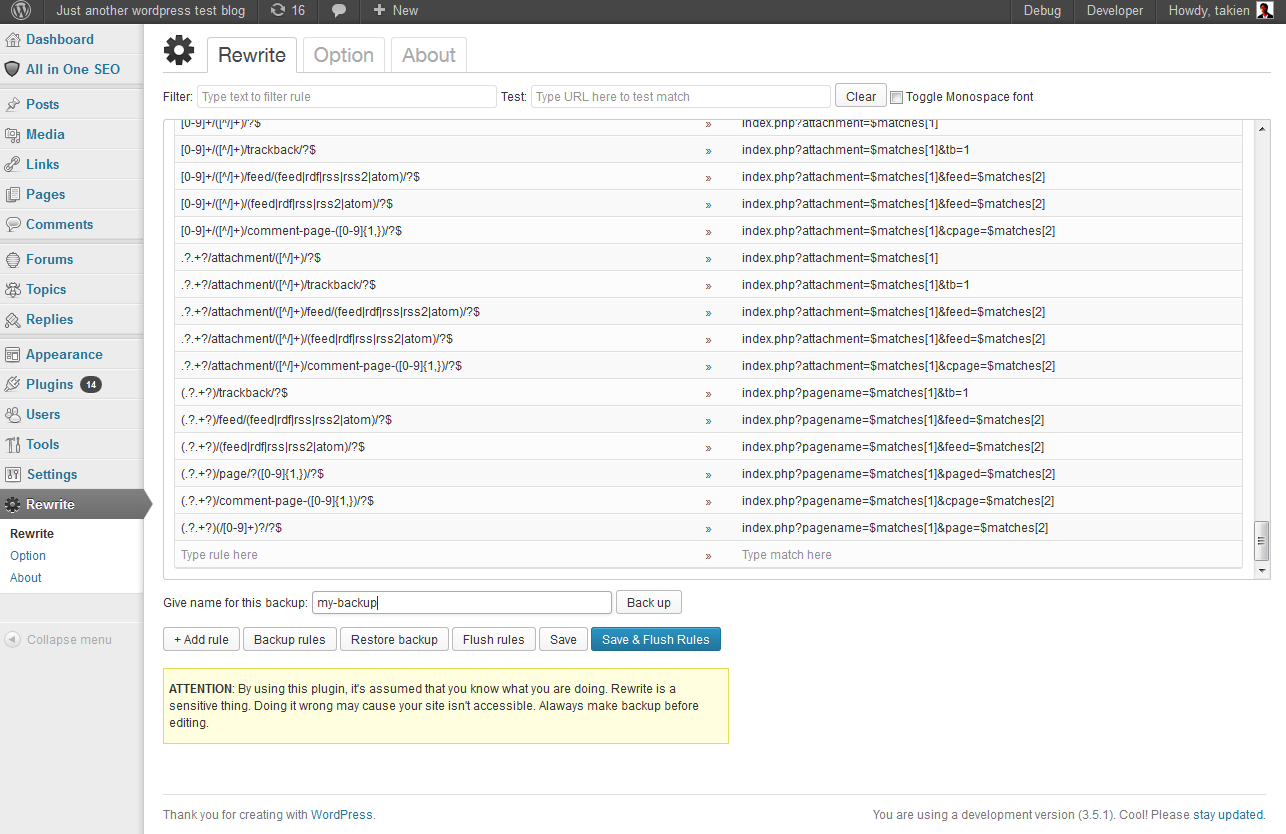 Just another wordpress test blog 16 + New Debug Developer Howdy, takien
Dashboard
All in One SEO
Posts
Media
Links
Pages
Comments
Forums
Topics
Replies
Appearance
Plugins 14
Users
Tools
Settings
Rewrite
Rewrite
Option
About
Collapse menu
Rewrite Option About
Filter: Type text to filter rule Test: Type URL here to test match Clear Toggle Monospace font
[0-9]+/([^/]+)/?$ » index.php?attachment=$matches[1]
[0-9]+/([^/]+)/trackback/?$ » index.php?attachment=$matches[1]&tb=1
[0-9]+/([^/]+)/feed/(feed|rdf|rss|rss2|atom)/?$ » index.php?attachment=$matches[1]&feed=$matches[2]
[0-9]+/([^/]+)/(feed|rdf|rss|rss2|atom)/?$ » index.php?attachment=$matches[1]&feed=$matches[2]
[0-9]+/([^/]+)/comment-page-([0-9]{1,})/?$ » index.php?attachment=$matches[1]&cpage=$matches[2]
.?.+?/attachment/([^/]+)/?$ » index.php?attachment=$matches[1]
.?.+?/attachment/([^/]+)/trackback/?$ » index.php?attachment=$matches[1]&tb=1
.?.+?/attachment/([^/]+)/feed/(feed|rdf|rss|rss2|atom)/?$ » index.php?attachment=$matches[1]&feed=$matches[2]
.?.+?/attachment/([^/]+)/(feed|rdf|rss|rss2|atom)/?$ » index.php?attachment=$matches[1]&feed=$matches[2]
.?.+?/attachment/([^/]+)/comment-page-([0-9]{1,})/?$ » index.php?attachment=$matches[1]&cpage=$matches[2]
(.?.+?)/trackback/?$ » index.php?pagename=$matches[1]&tb=1
(.?.+?)/feed/(feed|rdf|rss|rss2|atom)/?$ » index.php?pagename=$matches[1]&feed=$matches[2]
(.?.+?)/(feed|rdf|rss|rss2|atom)/?$ » index.php?pagename=$matches[1]&feed=$matches[2]
(.?.+?)/page/?([0-9]{1,})/?$ » index.php?pagename=$matches[1]&paged=$matches[2]
(.?.+?)/comment-page-([0-9]{1,})/?$ » index.php?pagename=$matches[1]&cpage=$matches[2]
(.?.+?)(/[0-9]+)?/?$ » index.php?pagename=$matches[1]&page=$matches[2]
Type rule here » Type match here
Give name for this backup: my-backup Back up
+ Add rule Backup rules Restore backup Flush rules Save Save & Flush Rules
ATTENTION: By using this plugin, it's assumed that you know what you are doing. Rewrite is a
sensitive thing. Doing it wrong may cause your site isn't accessible. Alaways make backup before
editing.
Thank you for creating with WordPress. You are using a development version (3.5.1). Cool! Please stay updated.